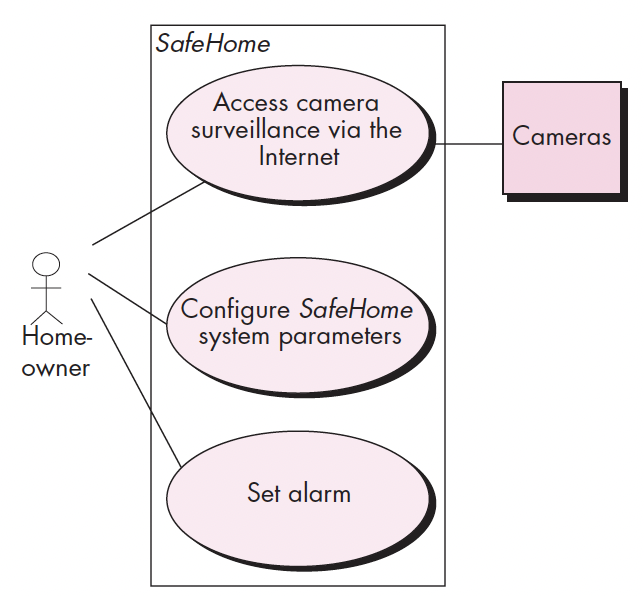 SafeHome
Access camera
surveillance via the
Internet
Cameras
Configure SafeHome
system parameters
Home-
owner
Set alarm